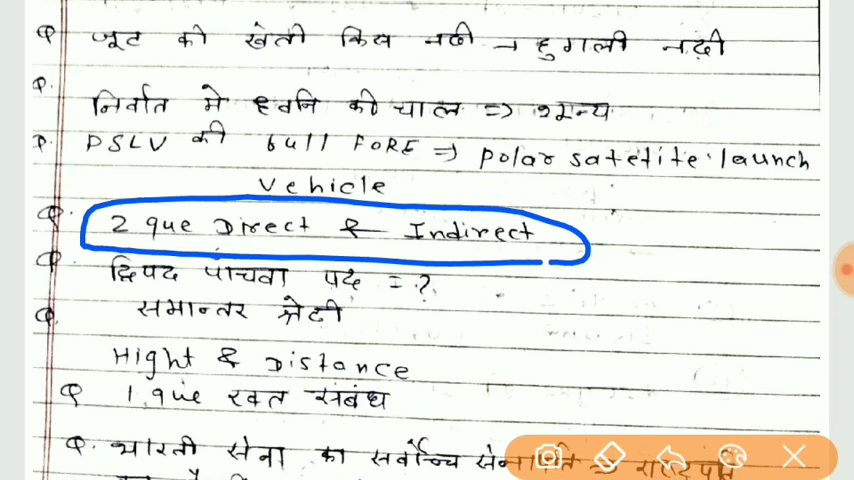 Q जूट की खेती किस नदी → हुगली नदी
Q.
निर्वात मे ध्वनि की चाल => शून्य
Q. PSLV की full FORE => polar satetite launch
vehicle
Q. 2 que Direct & Indirect
Q. द्विपद पांचवा पद = ?
Q. समान्तर श्रेढी
Hight & Distance
Q 1 que रक्त संबंध
Q. भारती सेना का सर्वोच्च